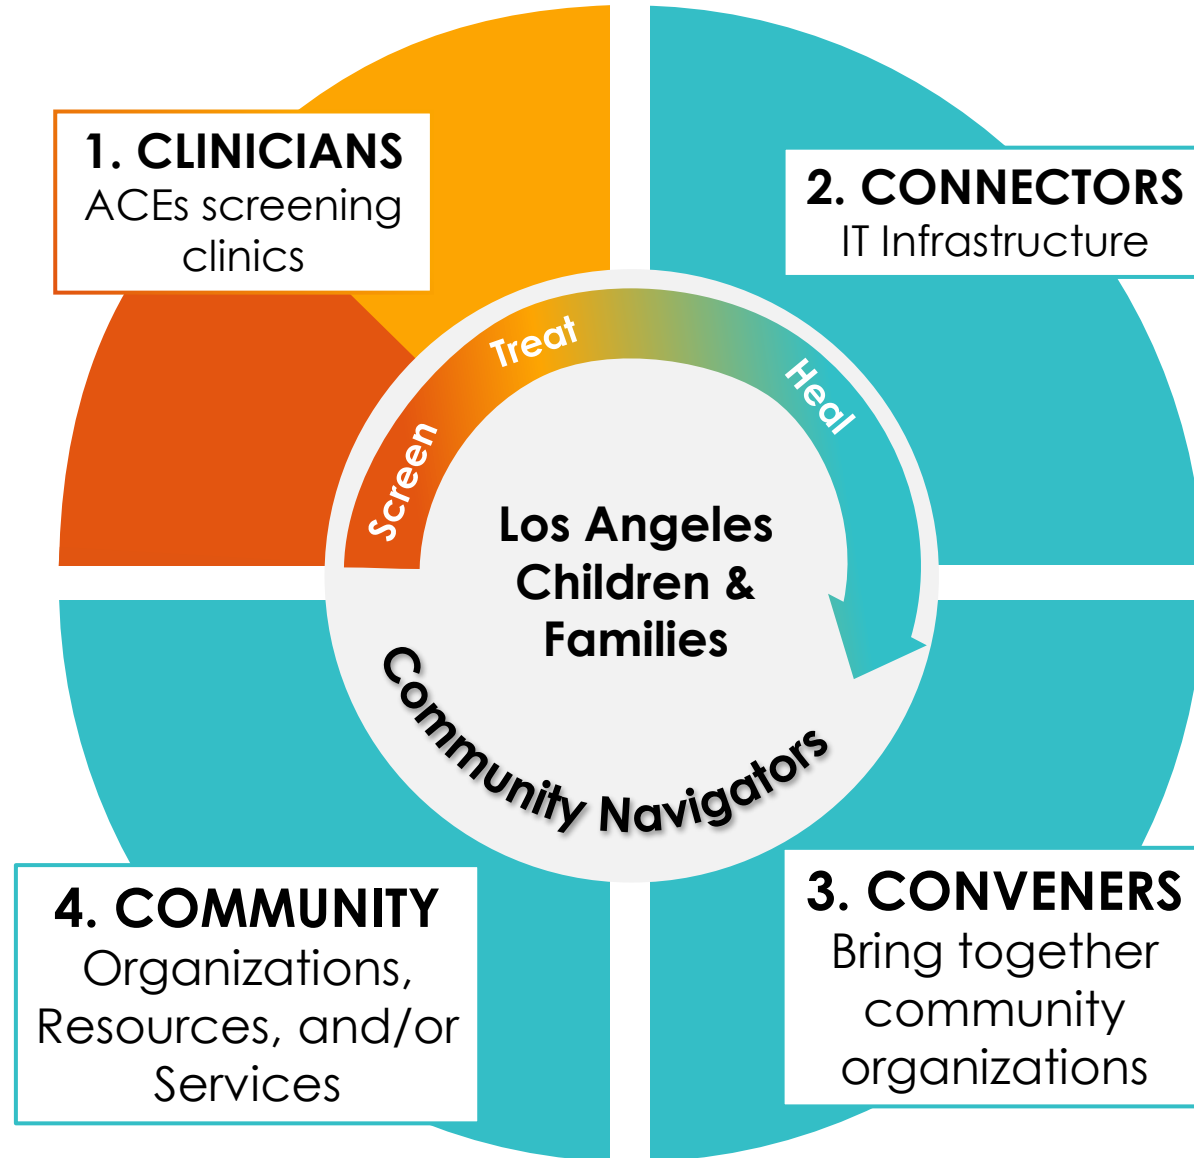 1. CLINICIANS
ACEs screening
clinics
2. CONNECTORS
IT Infrastructure
Screen
Treat
Heal
Los Angeles
Children &
Families
Community Navigators
3. CONVENERS
Bring together
community
organizations
4. COMMUNITY
Organizations,
Resources, and/or
Services